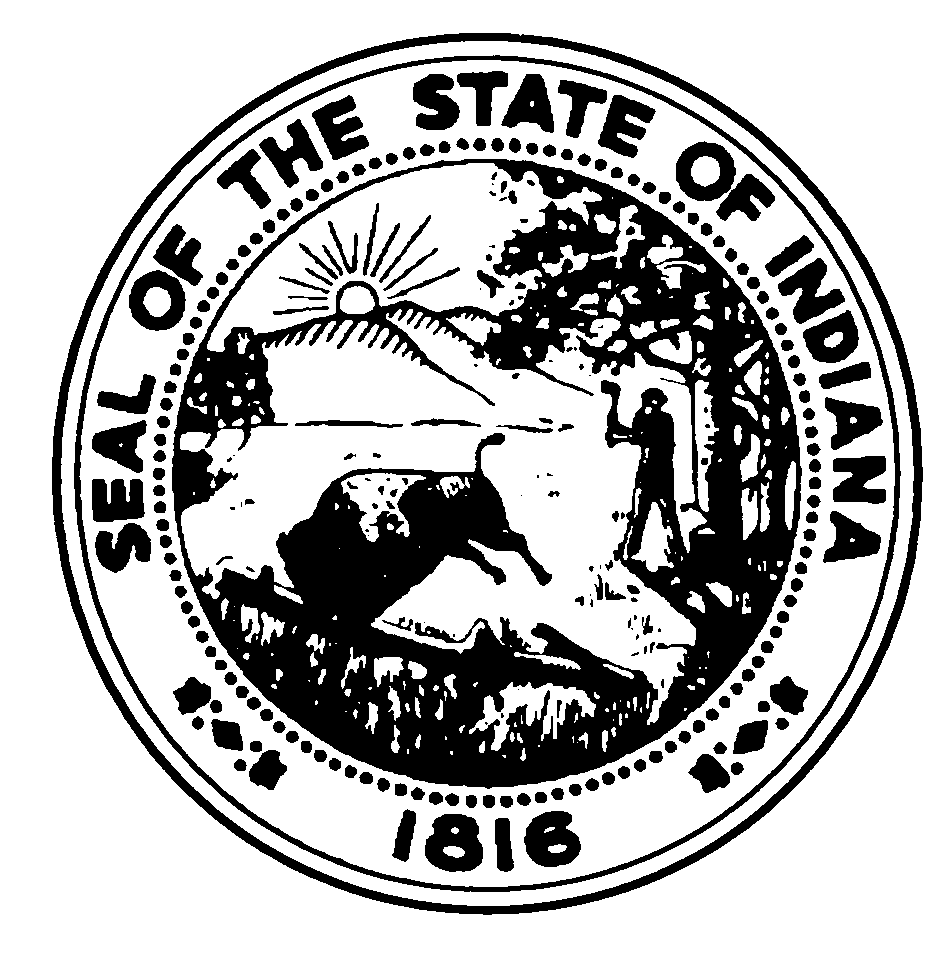 SEAL OF THE STATE OF INDIANA
1816